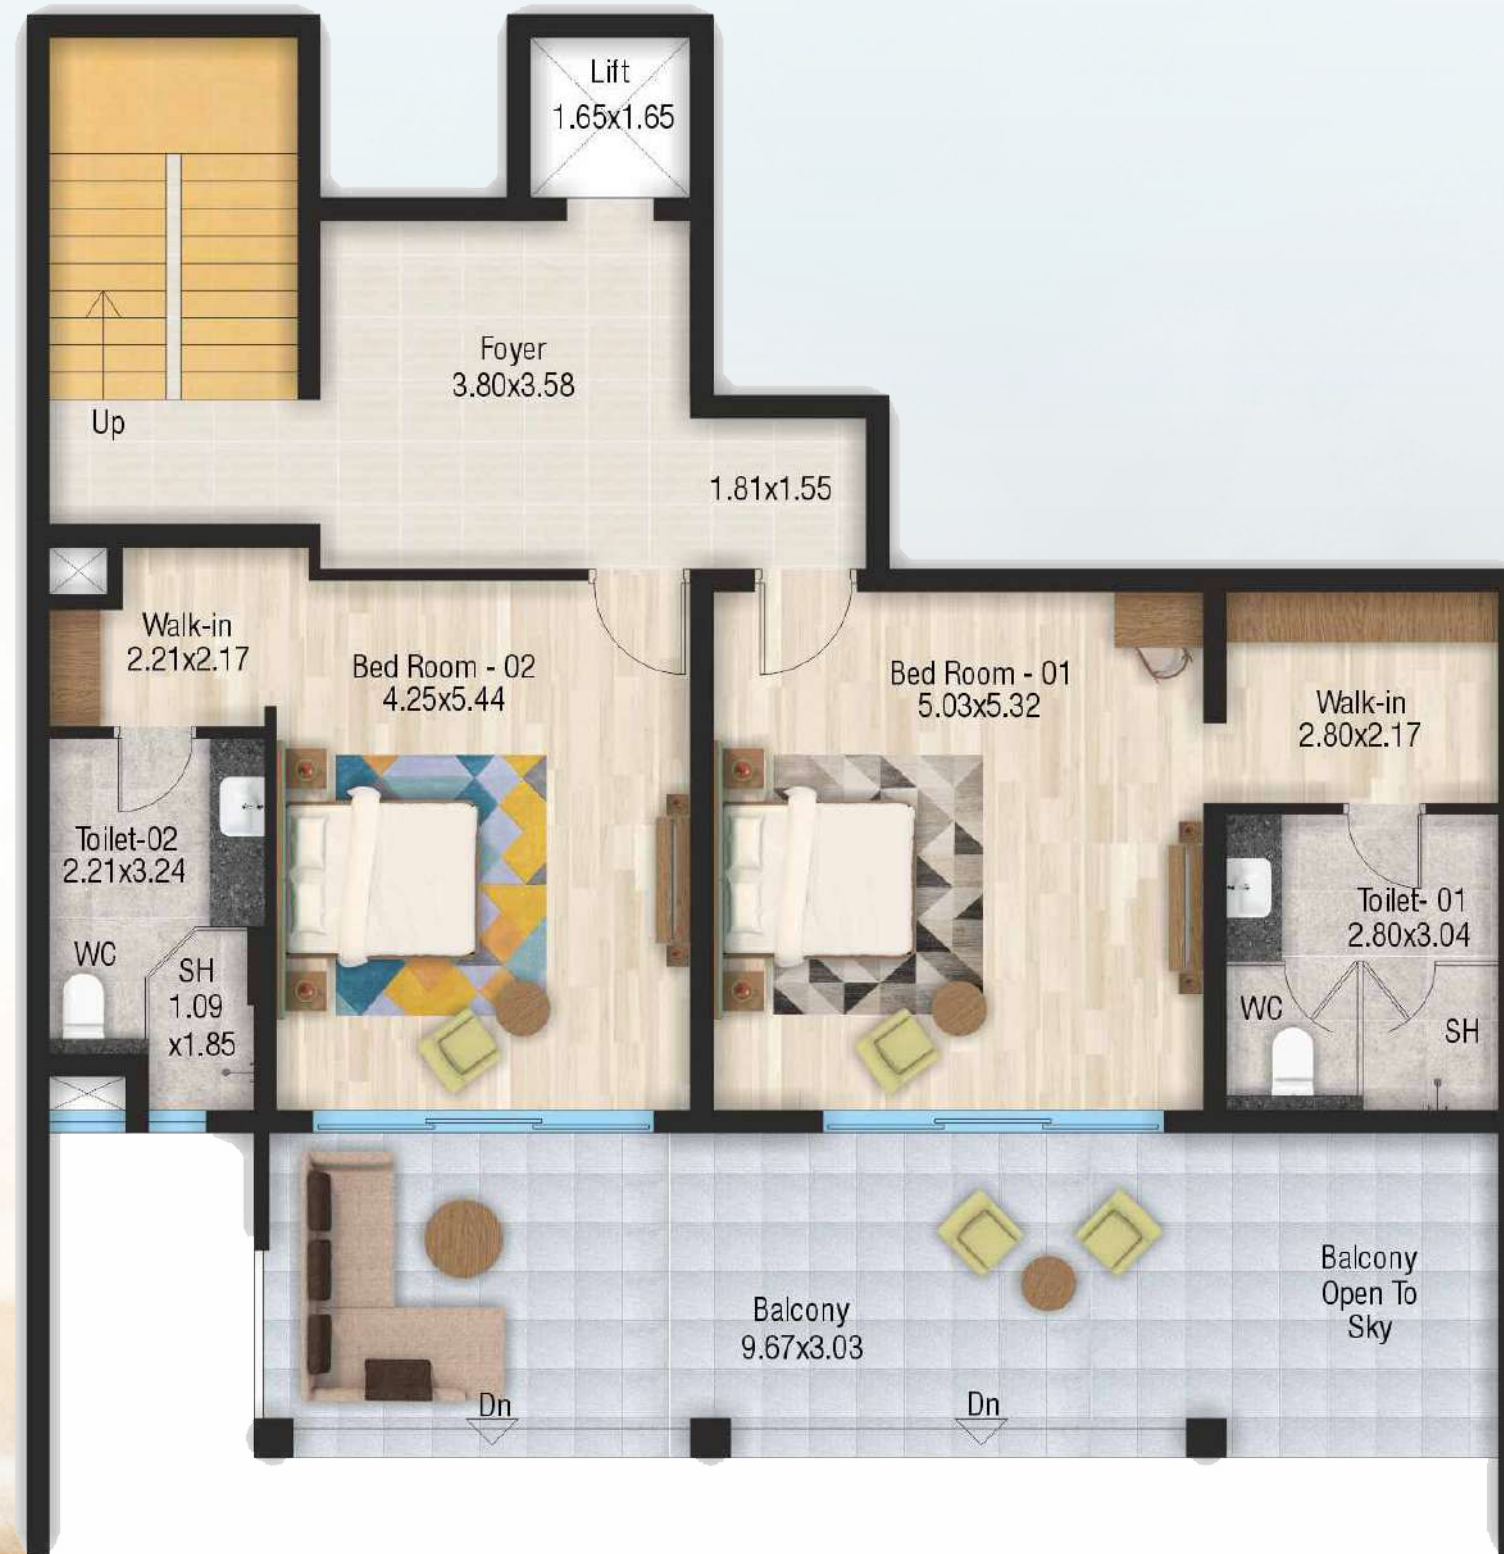 Lift
1.65x1.65
Foyer
3.80x3.58
Up
1.81x1.55
Walk-in
2.21x2.17
Bed Room - 02
4.25x5.44
Bed Room - 01
5.03x5.32
Walk-in
2.80x2.17
Toilet-02
2.21x3.24
Toilet- 01
2.80x3.04
WC
SH
1.09
x1.85
WC
SH
Balcony
9.67x3.03
Balcony
Open To
Sky
Dn
Dn